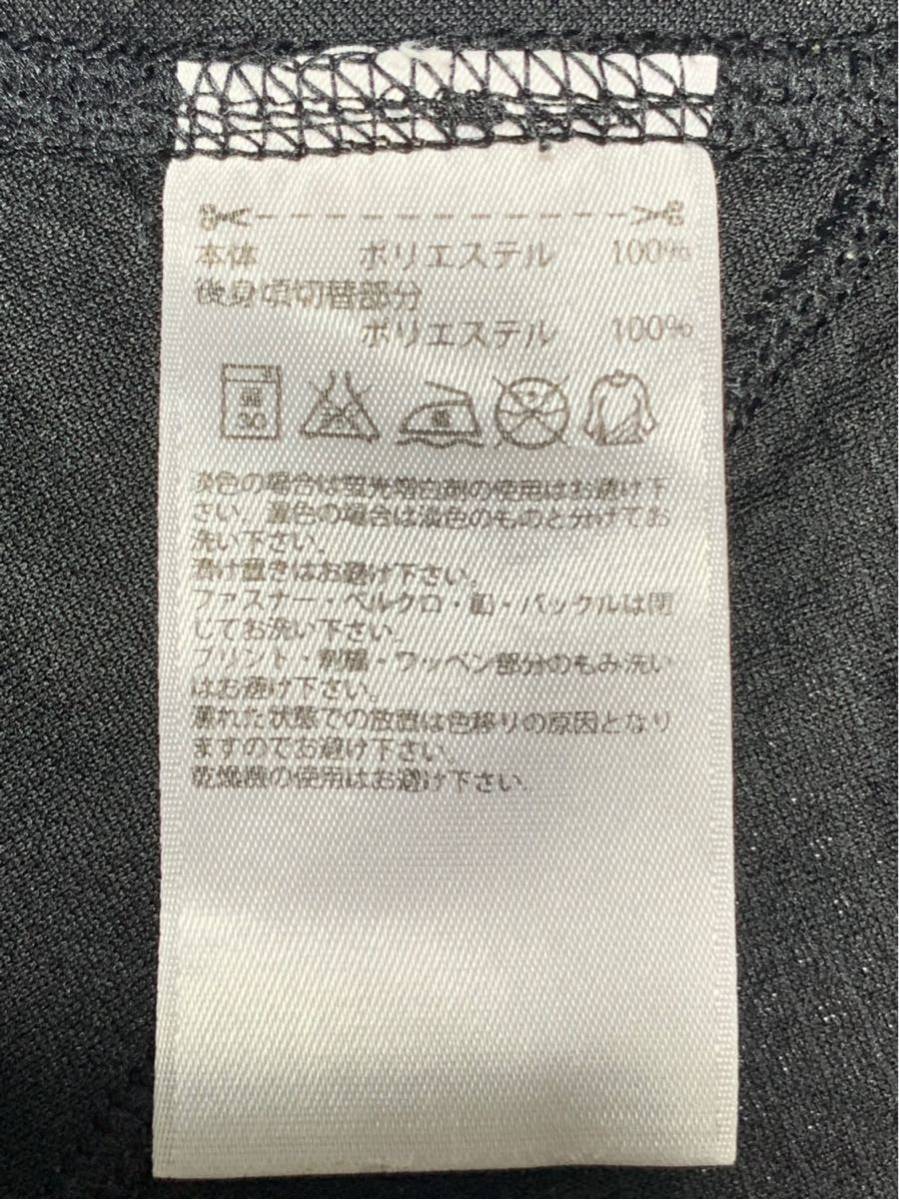 本体 ポリエステル 100%
後身頃切替部分
ポリエステル 100%
弱
30
淡色の場合は蛍光増白剤の使用はお避け下
さい。濃色の場合は淡色のものと分けてお
洗い下さい。
漬け置きはお避け下さい。
ファスナー・ベルクロ・釦・バックルは閉
じてお洗い下さい。
プリント・刺繍・ワッペン部分のもみ洗い
はお避け下さい。
濡れた状態での放置は色移りの原因となり
ますのでお避け下さい。
乾燥機の使用はお避け下さい。